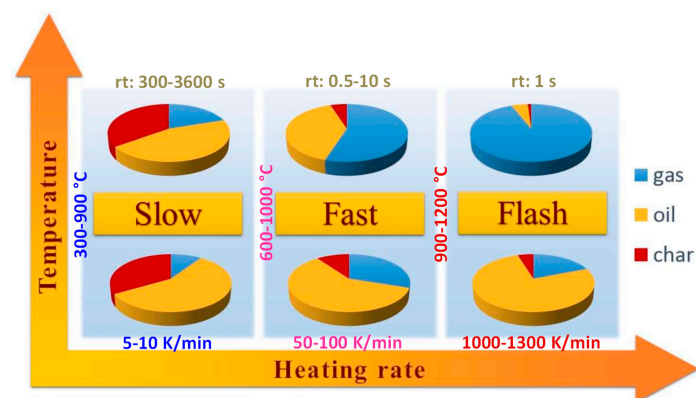 rt: 300-3600 s
rt: 0.5-10 s
rt: 1 s
Temperature
300-900 °C
Slow
600-1000 °C
Fast
900-1200 °C
Flash
gas
oil
char
5-10 K/min
50-100 K/min
1000-1300 K/min
Heating rate